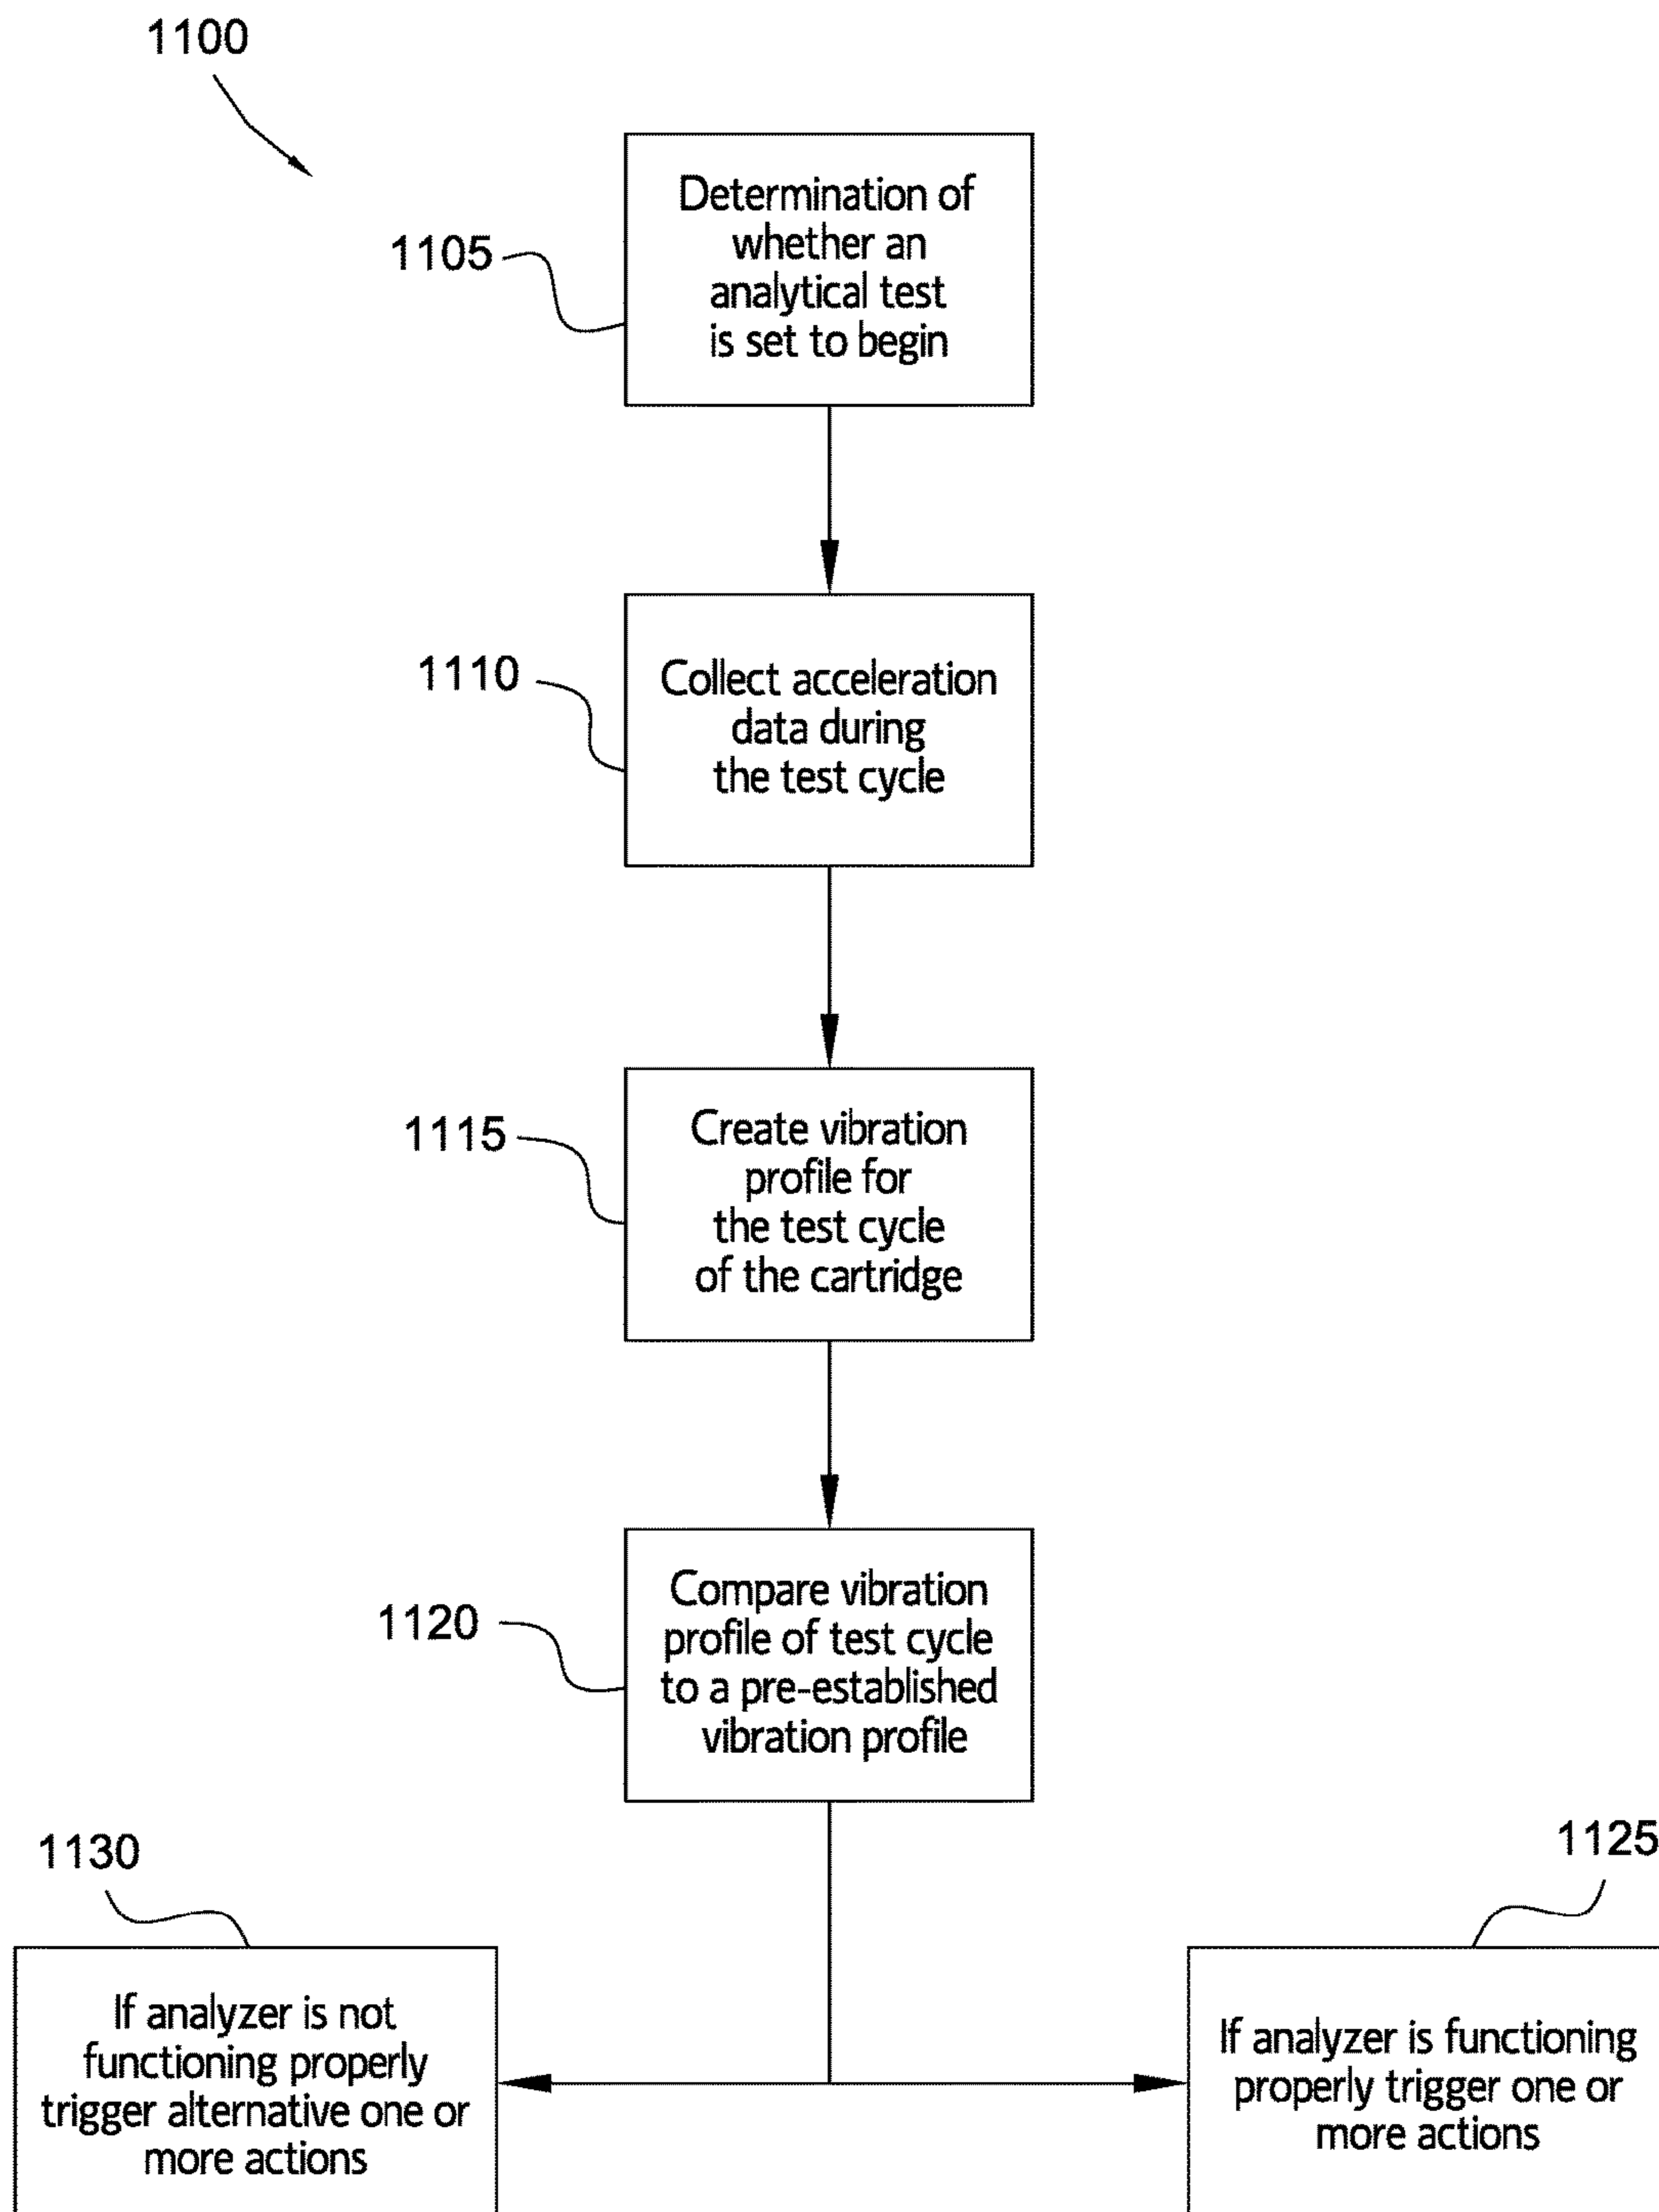 1100
1105
Determination of
whether an
analytical test
is set to begin
1110
Collect acceleration
data during
the test cycle
1115
Create vibration
profile for
the test cycle
of the cartridge
1120
Compare vibration
profile of test cycle
to a pre-established
vibration profile
1130
If analyzer is not
functioning properly
trigger alternative one or
more actions
1125
If analyzer is functioning
properly trigger one or
more actions